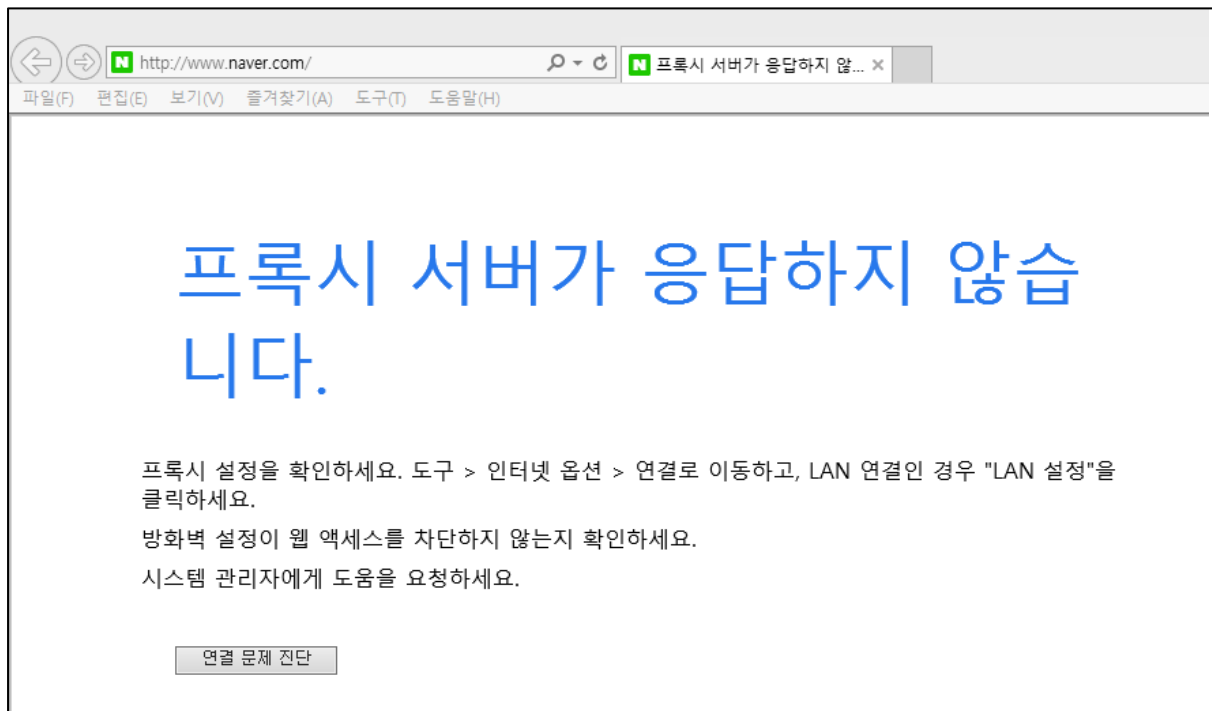 N http://www.naver.com/
N 프록시 서버가 응답하지 않...
파일(F) 편집(E) 보기(V) 즐겨찾기(A) 도구(T) 도움말(H)
프록시 서버가 응답하지 않습
니다.
프록시 설정을 확인하세요. 도구 > 인터넷 옵션 > 연결로 이동하고, LAN 연결인 경우 "LAN 설정"을
클릭하세요.
방화벽 설정이 웹 액세스를 차단하지 않는지 확인하세요.
시스템 관리자에게 도움을 요청하세요.
연결 문제 진단